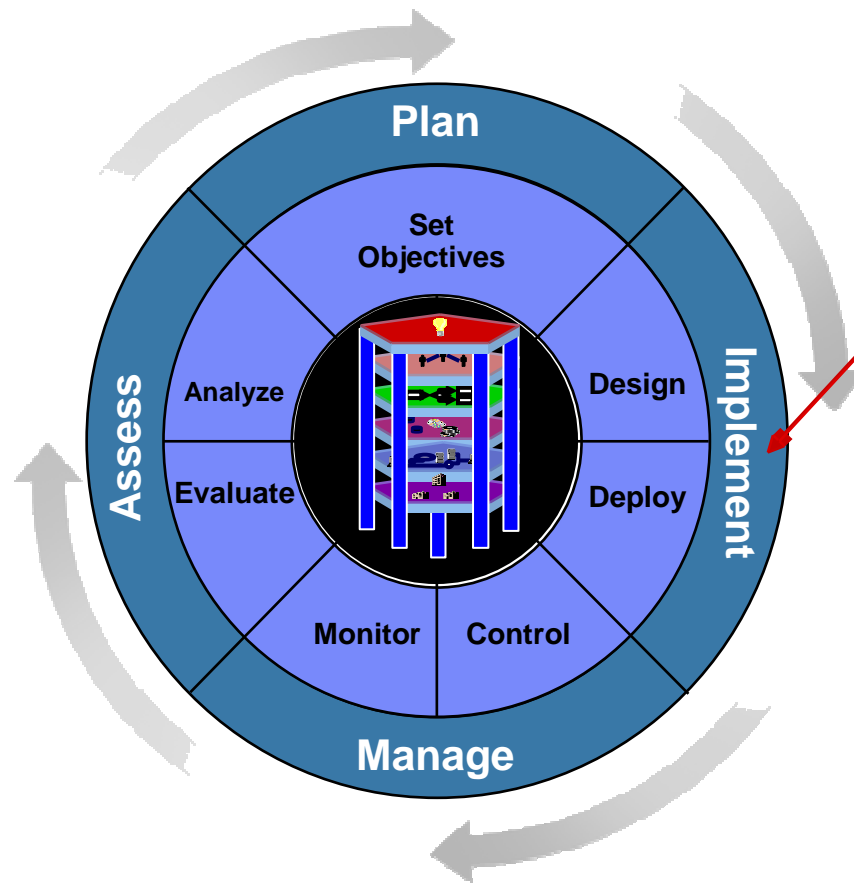 Plan
Set
Objectives
Analyze
Design
Assess
Implement
Evaluate
Deploy
Monitor
Control
Manage